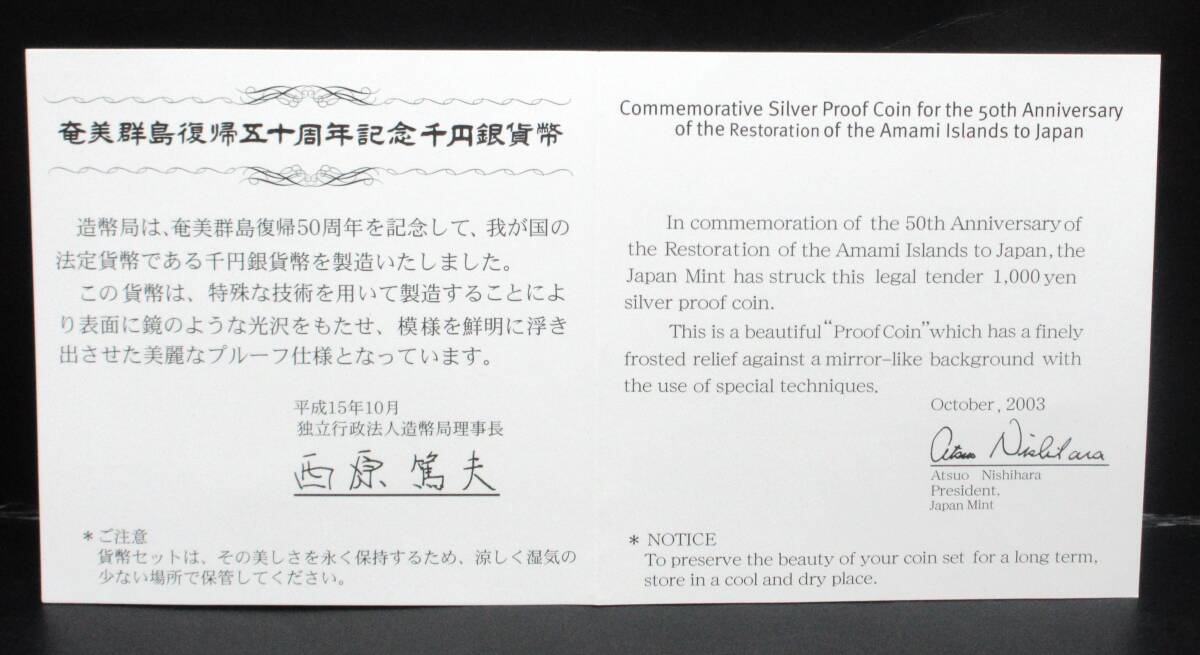 奄美群島復帰五十周年記念千円銀貨幣
造幣局は、奄美群島復帰50周年を記念して、我が国の
法定貨幣である千円銀貨幣を製造いたしました。
この貨幣は、特殊な技術を用いて製造することによ
り表面に鏡のような光沢をもたせ、模様を鮮明に浮き
出させた美麗なプルーフ仕様となっています。
平成15年10月
独立行政法人造幣局理事長
西原篤夫
＊ご注意
貨幣セットは、その美しさを永く保持するため、涼しく湿気の
少ない場所で保管してください。
Commemorative Silver Proof Coin for the 50th Anniversary
of the Restoration of the Amami Islands to Japan
In commemoration of the 50th Anniversary of
the Restoration of the Amami Islands to Japan, the
Japan Mint has struck this legal tender 1,000 yen
silver proof coin.
This is a beautiful "Proof Coin" which has a finely
frosted relief against a mirror-like background with
the use of special techniques.
October, 2003
Atsuo Nishihara
Atsuo Nishihara
President,
Japan Mint
* NOTICE
To preserve the beauty of your coin set for a long term,
store in a cool and dry place.